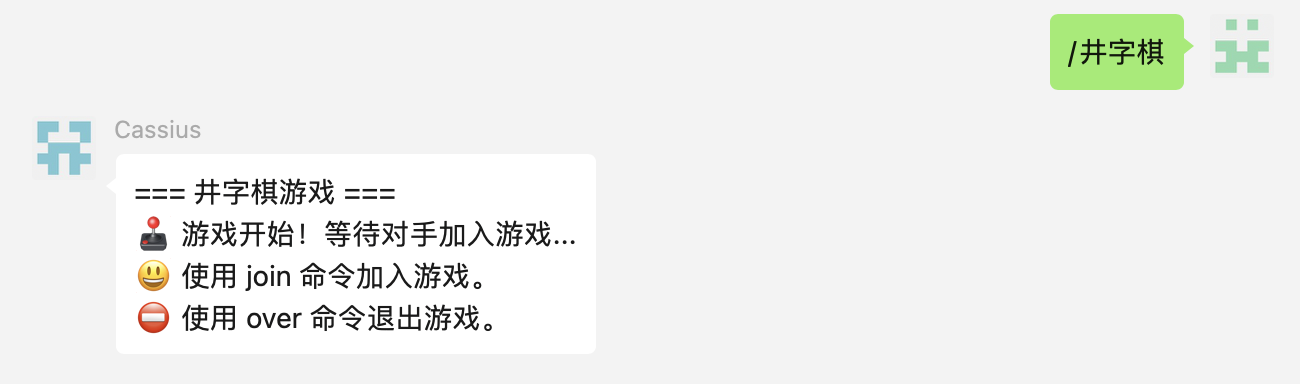 /井字棋
Cassius
=== 井字棋游戏 ===
🕹️ 游戏开始！等待对手加入游戏...
😃 使用 join 命令加入游戏。
⛔ 使用 over 命令退出游戏。